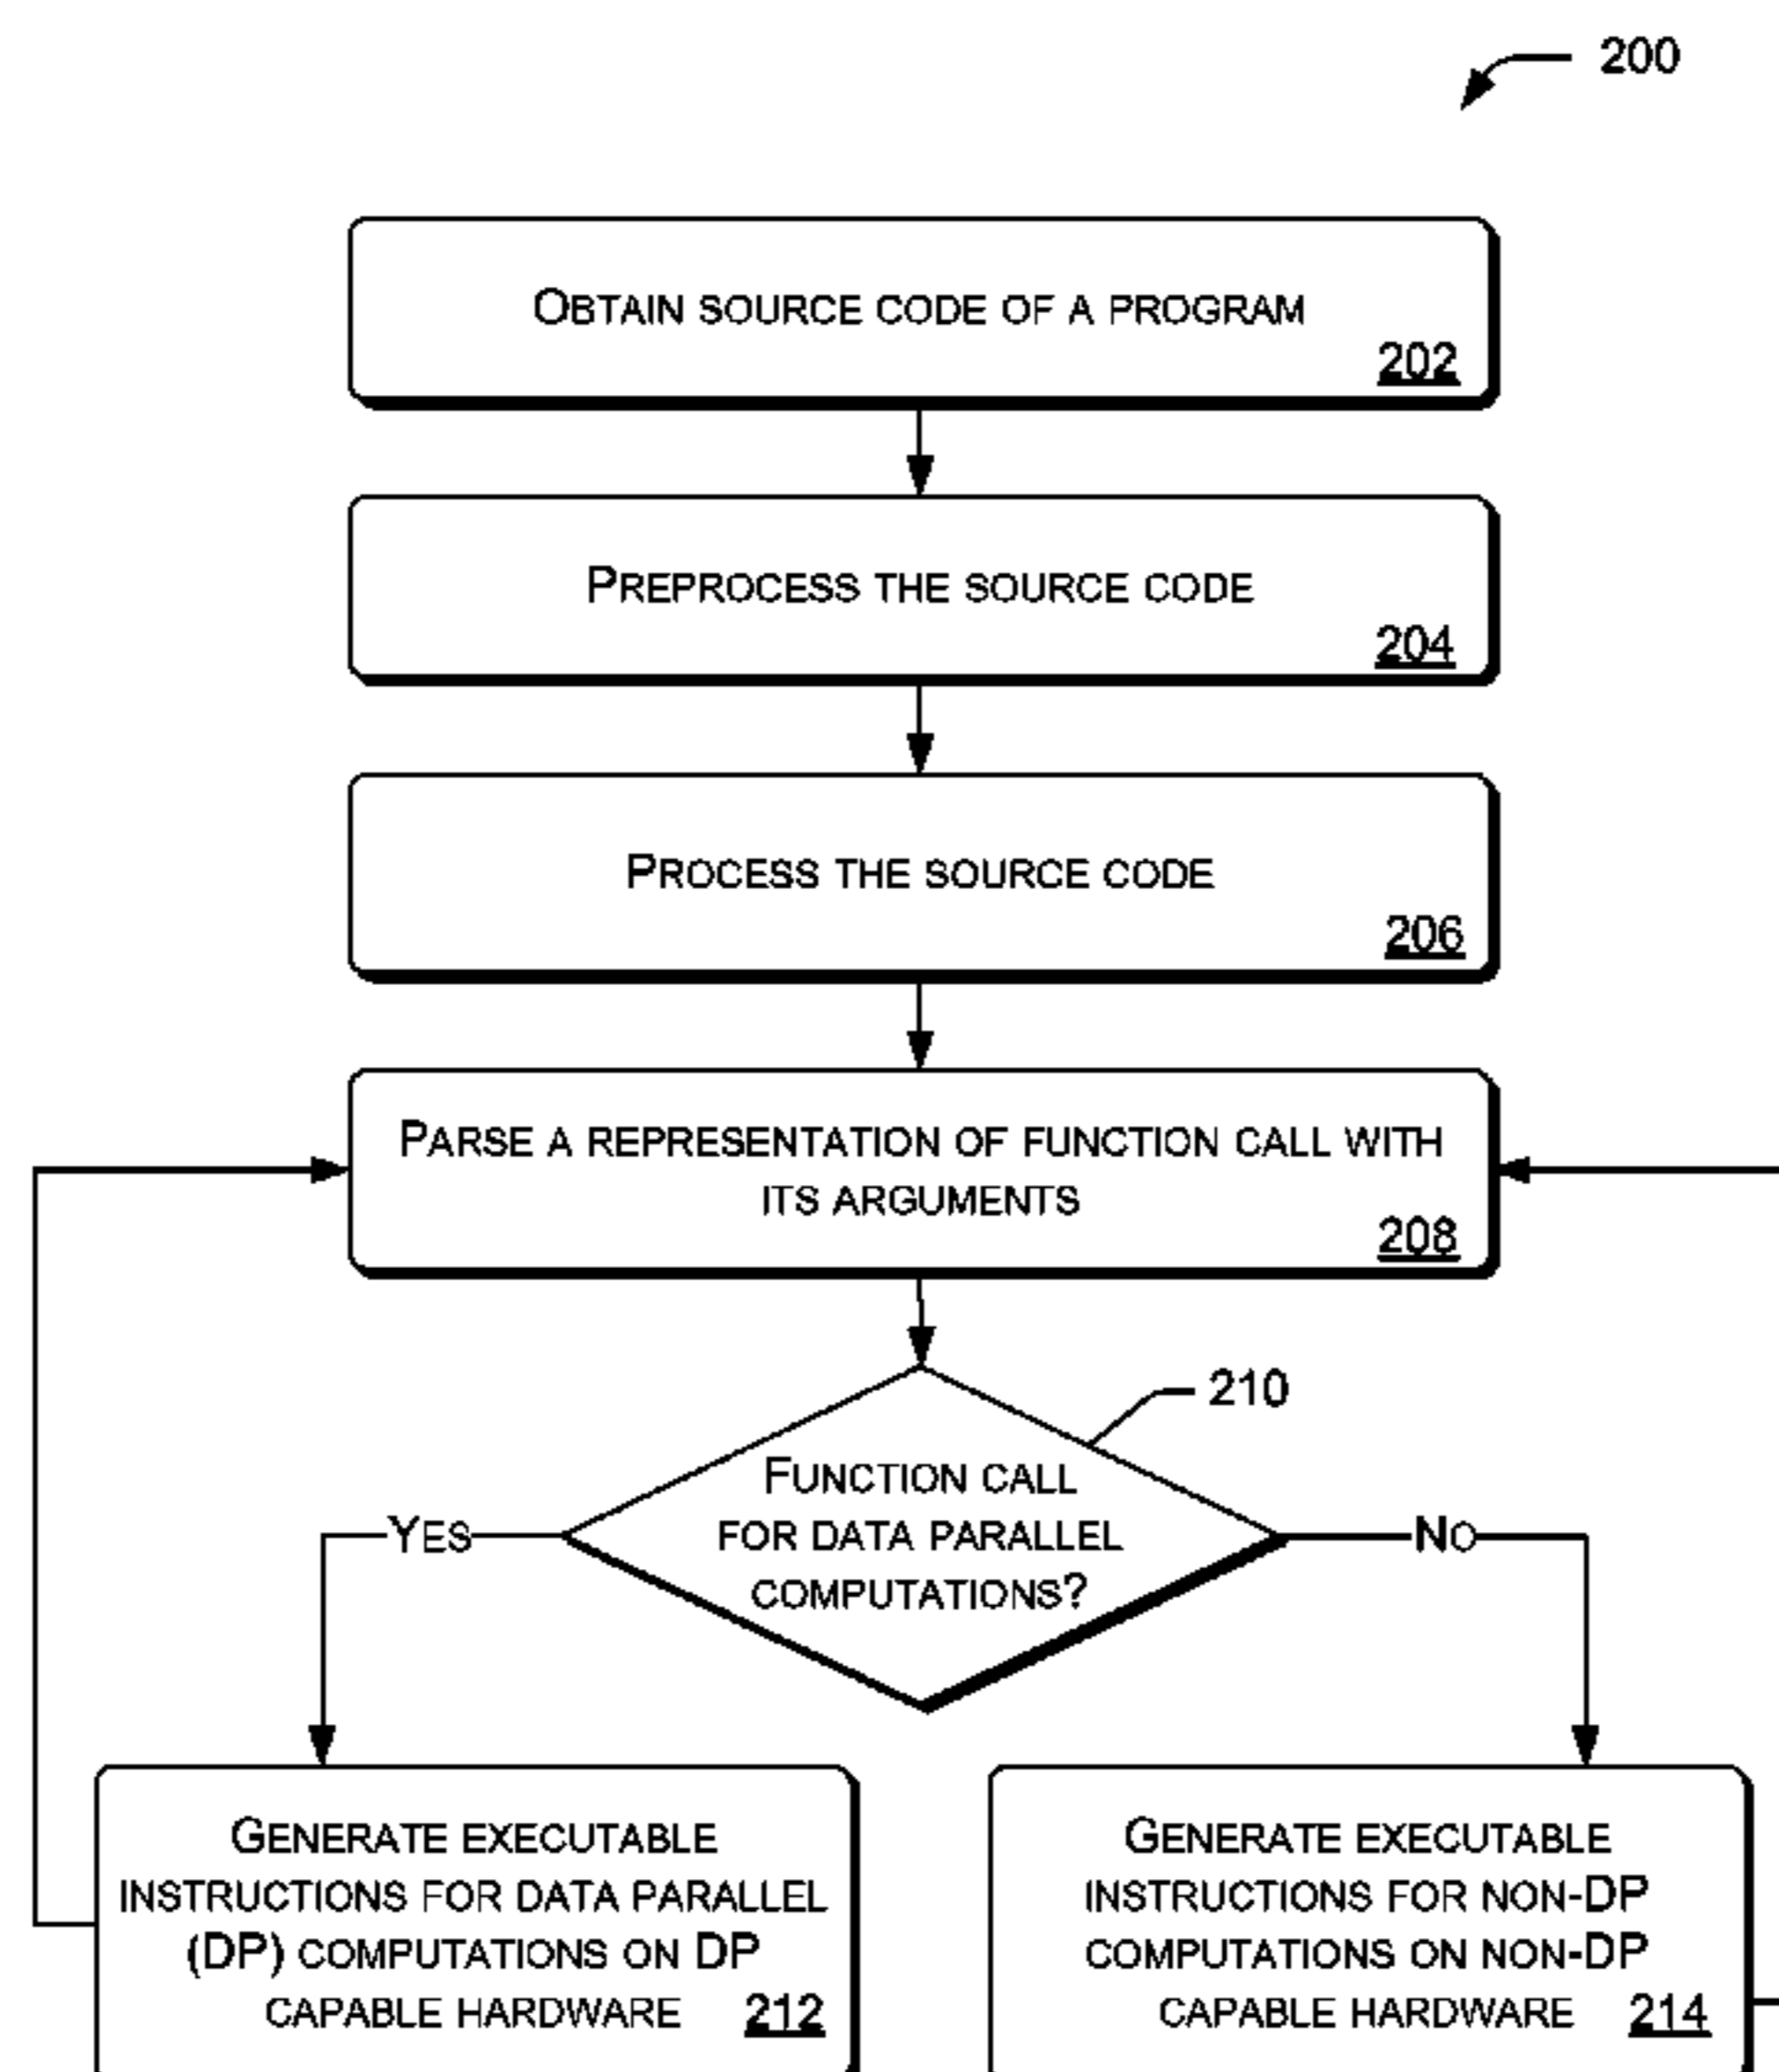 200
OBTAIN SOURCE CODE OF A PROGRAM
202
PREPROCESS THE SOURCE CODE
204
PROCESS THE SOURCE CODE
206
PARSE A REPRESENTATION OF FUNCTION CALL WITH
ITS ARGUMENTS
208
210
FUNCTION CALL
FOR DATA PARALLEL
COMPUTATIONS?
YES
NO
GENERATE EXECUTABLE
INSTRUCTIONS FOR DATA PARALLEL
(DP) COMPUTATIONS ON DP
CAPABLE HARDWARE 212
GENERATE EXECUTABLE
INSTRUCTIONS FOR NON-DP
COMPUTATIONS ON NON-DP
CAPABLE HARDWARE 214